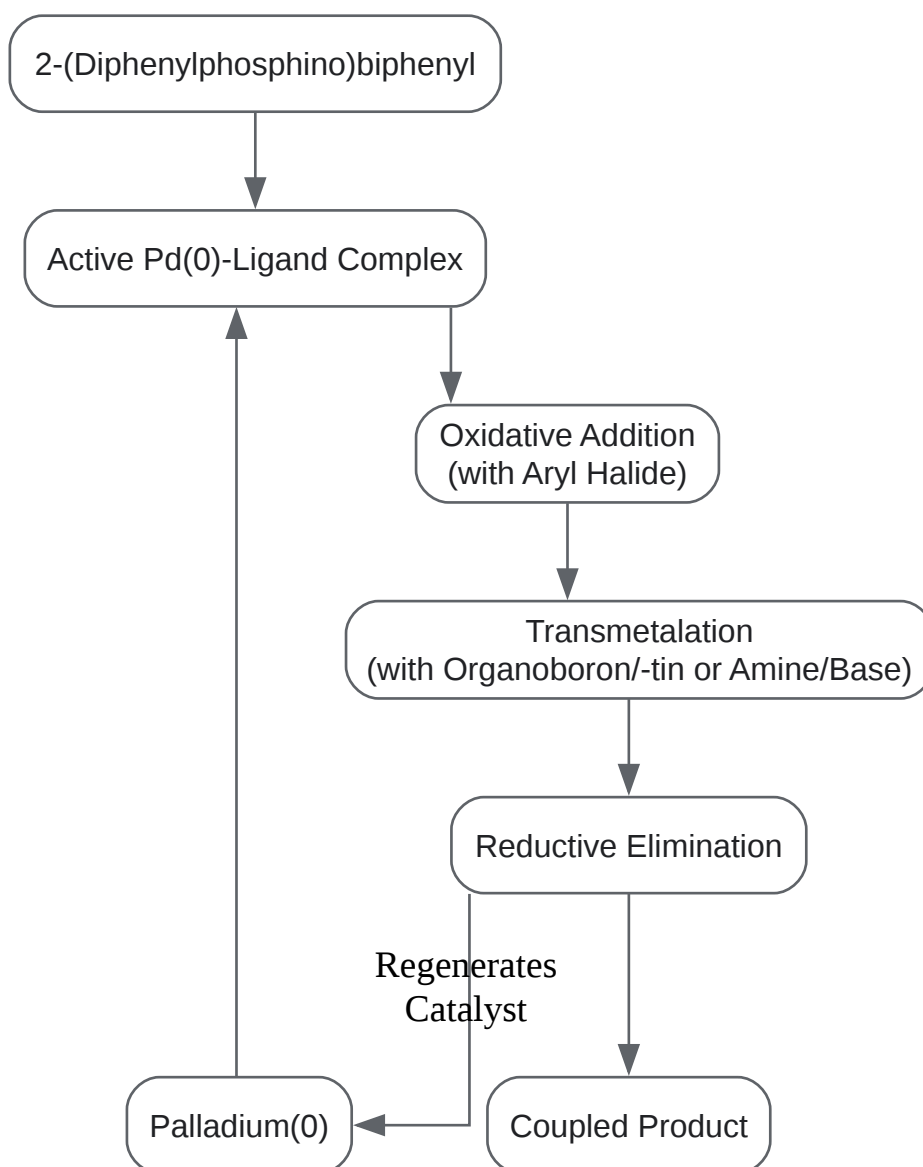 2-(Diphenylphosphino)biphenyl
Active Pd(0)-Ligand Complex
Oxidative Addition
(with Aryl Halide)
Transmetalation
(with Organoboron/-tin or Amine/Base)
Reductive Elimination
Regenerates
Catalyst
Palladium(0)
Coupled Product